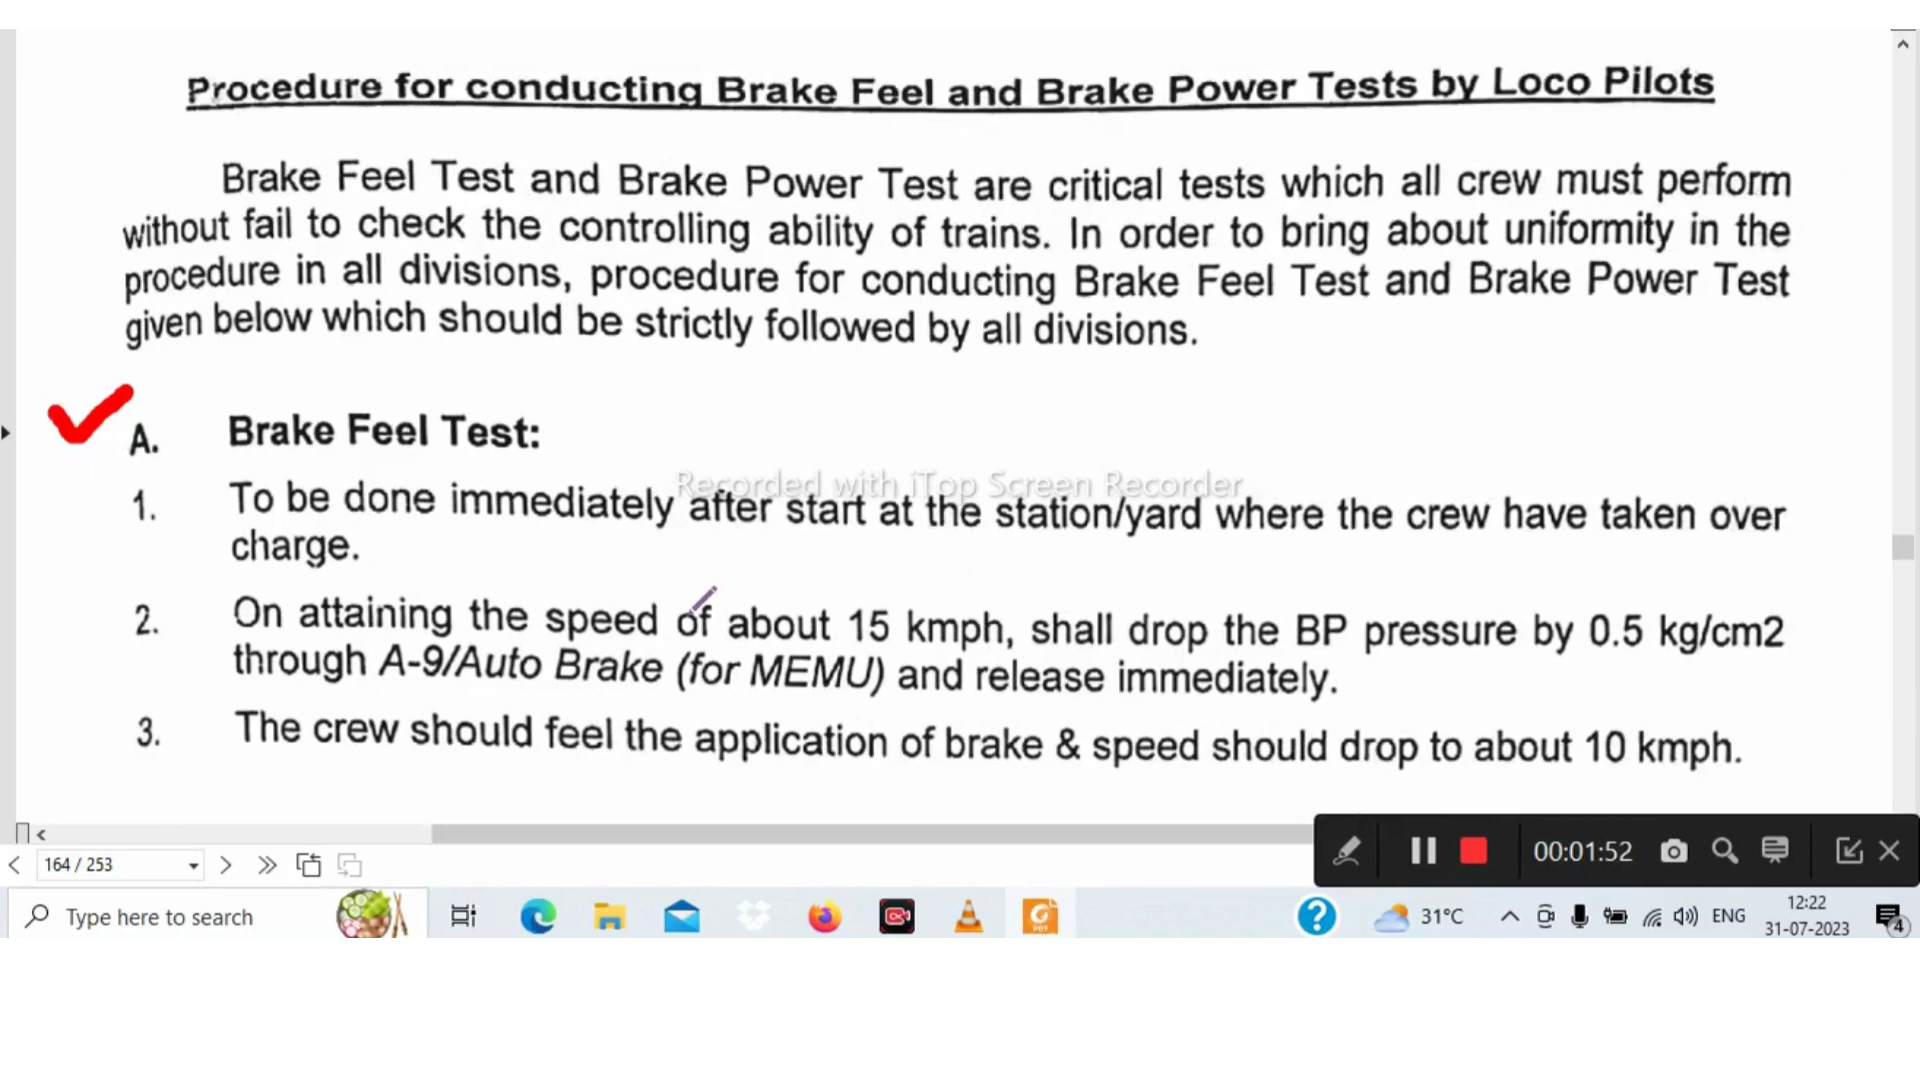 Procedure for conducting Brake Feel and Brake Power Tests by Loco Pilots
Brake Feel Test and Brake Power Test are critical tests which all crew must perform
without fail to check the controlling ability of trains. In order to bring about uniformity in the
procedure in all divisions, procedure for conducting Brake Feel Test and Brake Power Test
given below which should be strictly followed by all divisions.
A. Brake Feel Test:
Recorded with iTop Screen Recorder
1. To be done immediately after start at the station/yard where the crew have taken over
charge.
2. On attaining the speed of about 15 kmph, shall drop the BP pressure by 0.5 kg/cm2
through A-9/Auto Brake (for MEMU) and release immediately.
3. The crew should feel the application of brake & speed should drop to about 10 kmph.
00:01:52
164 / 253
Type here to search
PDF
31°C
ENG
12:22
31-07-2023
4